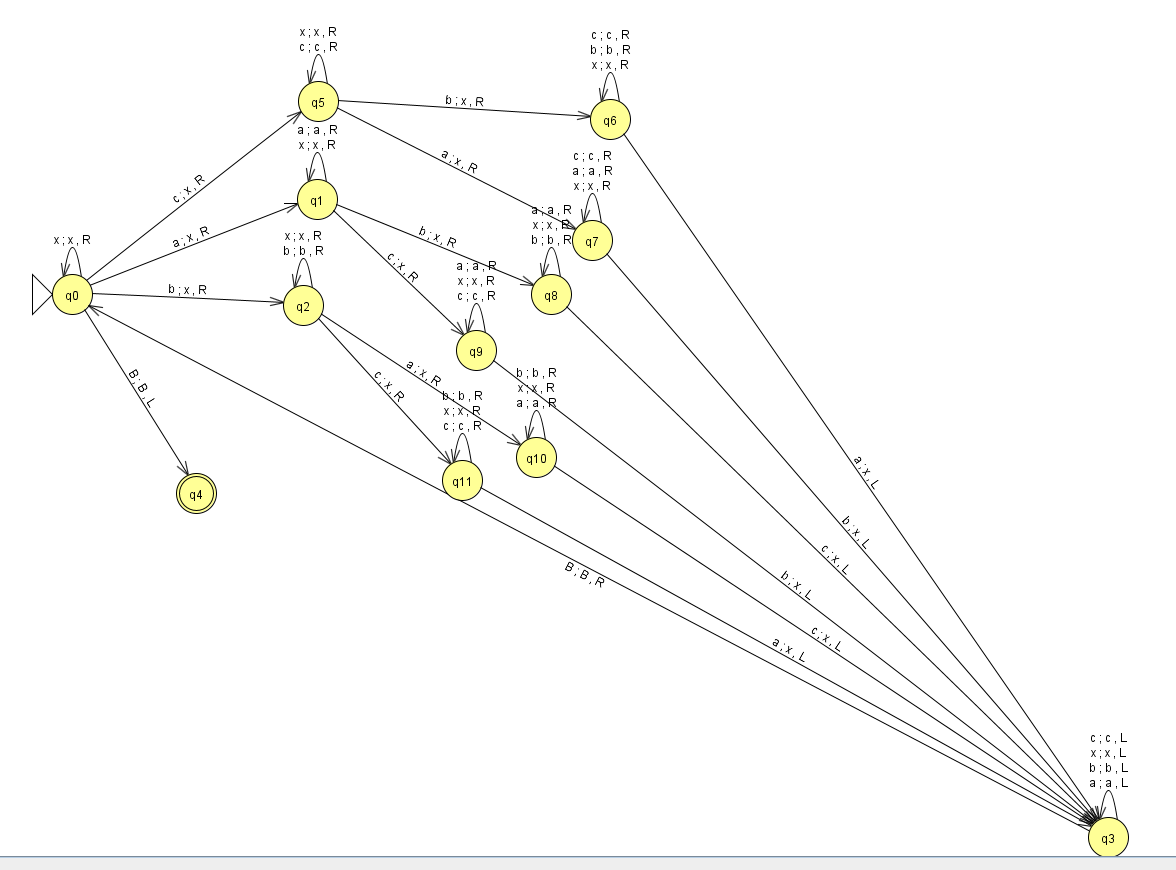 x ; x , R
c ; c , R
q5
c ; c , R
b ; b , R
x ; x , R
q6
b ; x , R
a ; a , R
x ; x , R
q1
a ; x , R
c ; c , R
a ; a , R
x ; x , R
q7
c ; x , R
a ; x , R
b ; x , R
a ; a , R
x ; x , R
b ; b , R
q8
x ; x , R
q0
x ; x , R
b ; b , R
q2
b ; x , R
c ; x , R
a ; a , R
x ; x , R
c ; c , R
q9
B ; B , L
q4
a ; x , R
c ; x , R
b ; b , R
x ; x , R
a ; a , R
q10
b ; b , R
x ; x , R
c ; c , R
q11
a ; x , L
b ; x , L
c ; x , L
b ; x , L
c ; x , L
a ; x , L
B ; B , R
c ; c , L
x ; x , L
b ; b , L
a ; a , L
q3